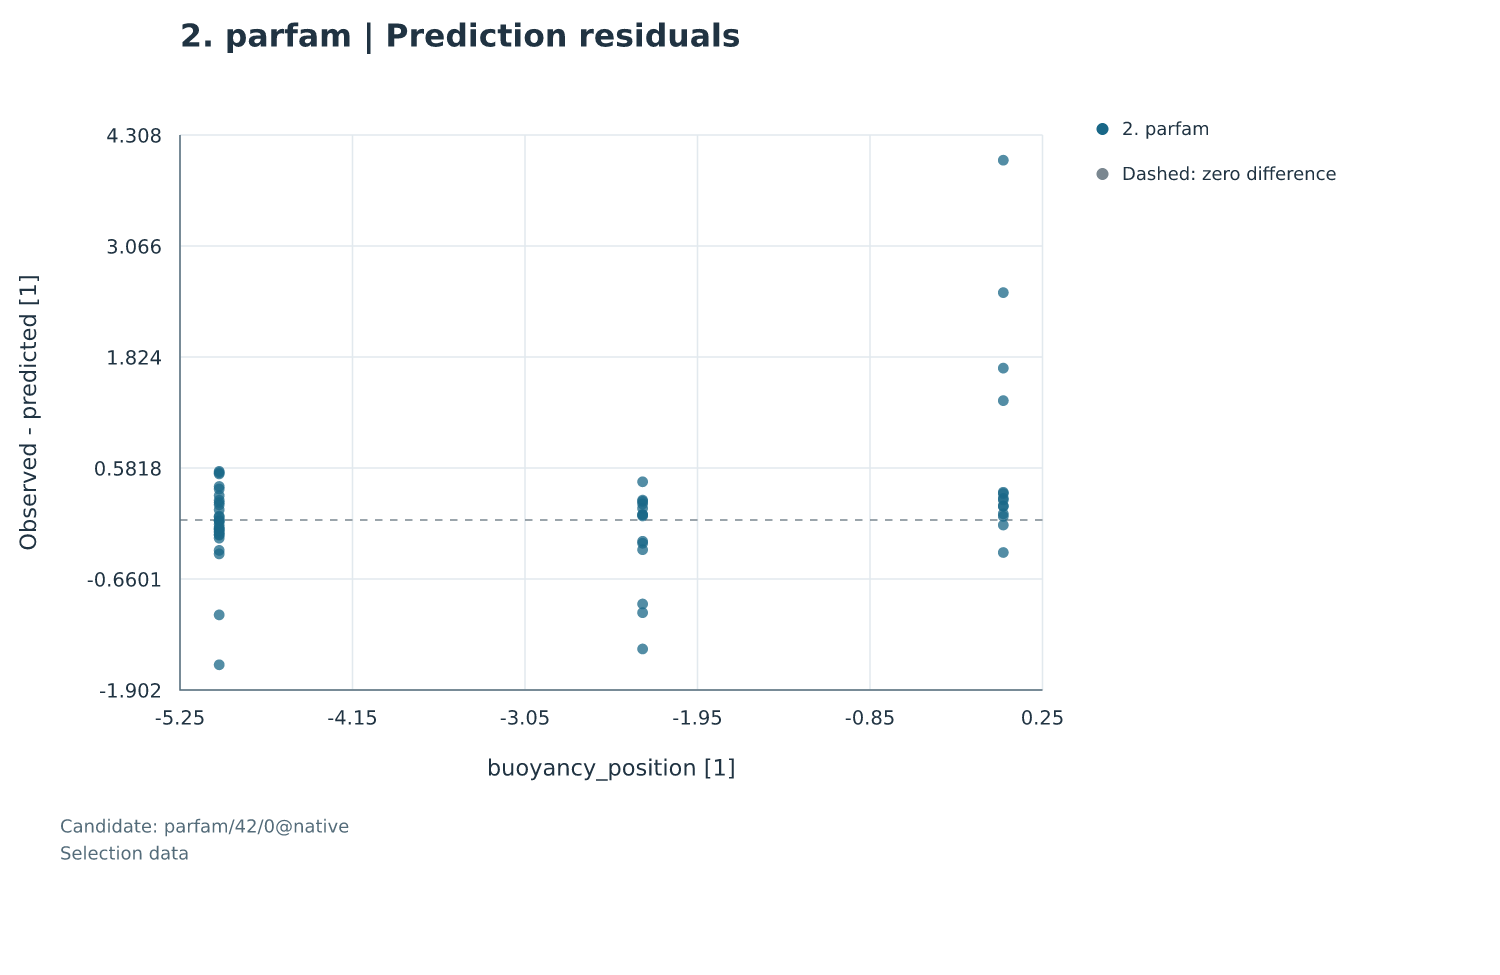 2. parfam | Prediction residuals
4.308
3.066
1.824
0.5818
-0.6601
-1.902
-5.25
-4.15
-3.05
-1.95
-0.85
0.25
Observed - predicted [1]
buoyancy_position [1]
2. parfam
Dashed: zero difference
Candidate: parfam/42/0@native
Selection data